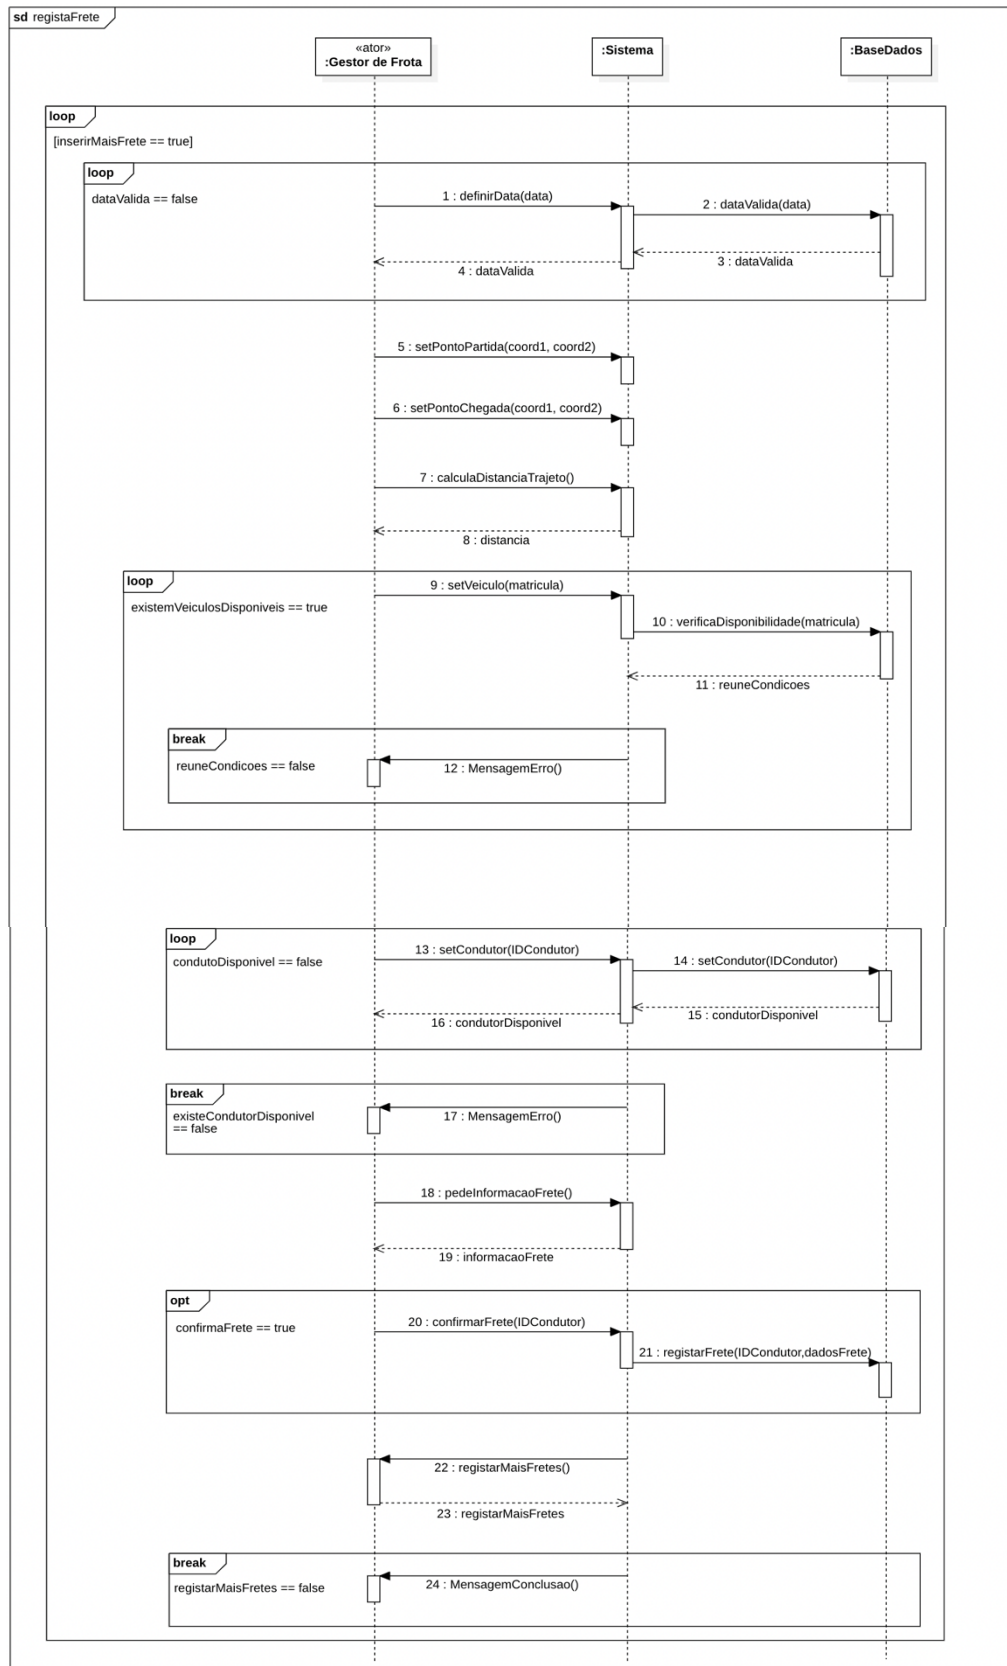 sd registaFrete
«ator»
:Gestor de Frota
:Sistema
:BaseDados
loop
[inserirMaisFrete == true]
loop
dataValida == false
1 : definirData(data)
2 : dataValida(data)
3 : dataValida
4 : dataValida
5 : setPontoPartida(coord1, coord2)
6 : setPontoChegada(coord1, coord2)
7 : calculaDistanciaTrajeto()
8 : distancia
loop
existemVeiculosDisponiveis == true
9 : setVeiculo(matricula)
10 : verificaDisponibilidade(matricula)
11 : reuneCondicoes
break
reuneCondicoes == false
12 : MensagemErro()
loop
condutoDisponivel == false
13 : setCondutor(IDCondutor)
14 : setCondutor(IDCondutor)
15 : condutorDisponivel
16 : condutorDisponivel
break
existeCondutorDisponivel
== false
17 : MensagemErro()
18 : pedeInformacaoFrete()
19 : informacaoFrete
opt
confirmaFrete == true
20 : confirmarFrete(IDCondutor)
21 : registarFrete(IDCondutor,dadosFrete)
22 : registarMaisFretes()
23 : registarMaisFretes
break
registarMaisFretes == false
24 : MensagemConclusao()